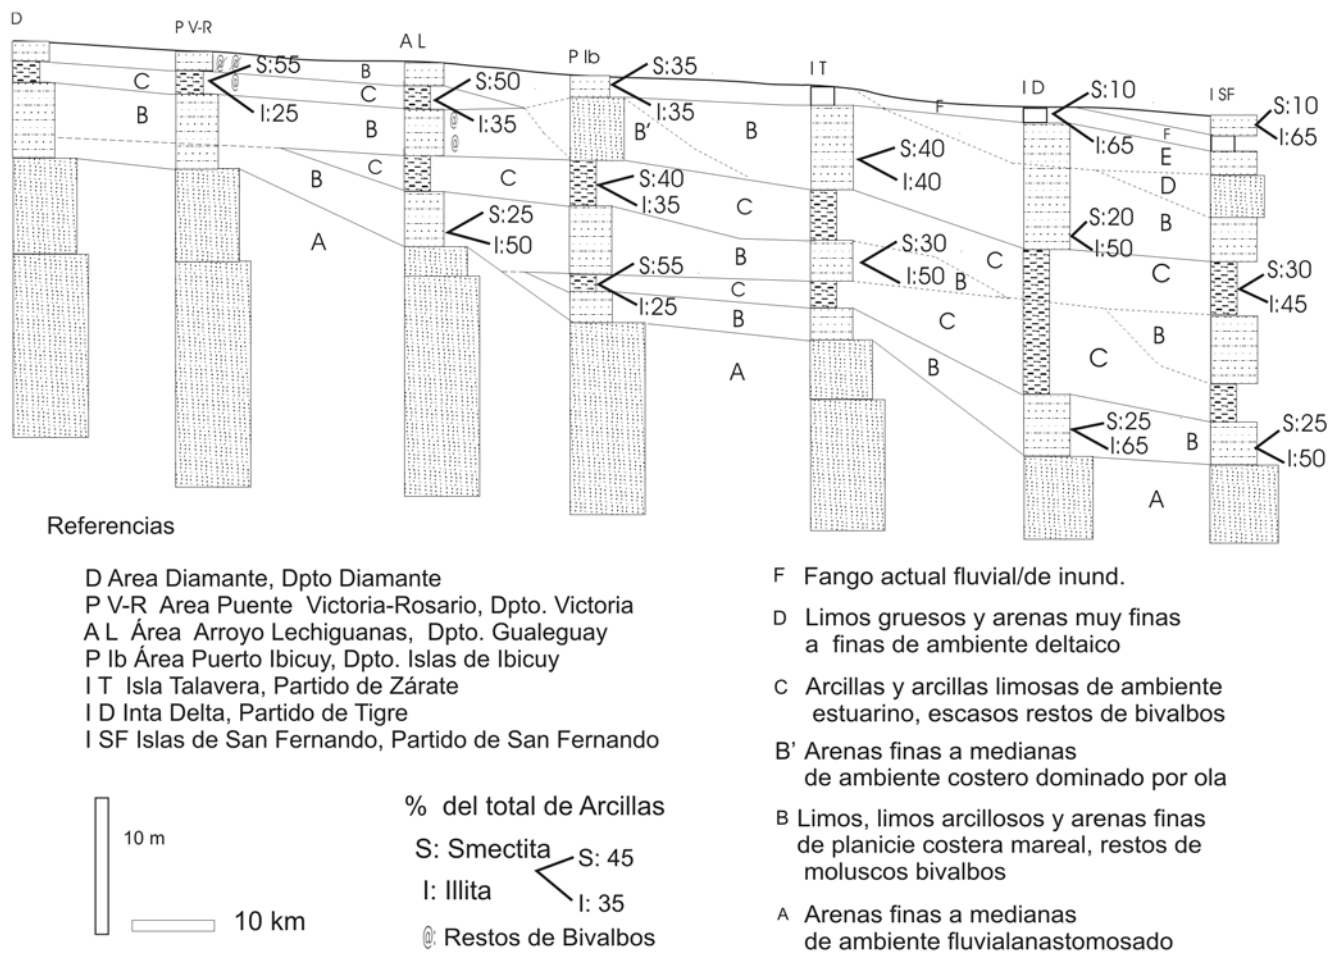 D
P V-R
A L
P Ib
I T
I D
I SF
S:55
I:25
S:50
I:35
S:25
I:50
S:35
I:35
S:40
I:35
S:55
I:25
S:40
I:40
S:30
I:50
S:10
I:65
S:20
I:50
S:25
I:65
S:10
I:65
S:30
I:45
S:25
I:50
C
B
B
C
B
C
B
A
C
B'
B
C
B
C
B
A
F
C
B
C
B
F
E
D
B
C
B
C
B
A
Referencias
D Area Diamante, Dpto Diamante
P V-R Area Puente Victoria-Rosario, Dpto. Victoria
A L Área Arroyo Lechiguanas, Dpto. Gualeguay
P Ib Área Puerto Ibicuy, Dpto. Islas de Ibicuy
I T Isla Talavera, Partido de Zárate
I D Inta Delta, Partido de Tigre
I SF Islas de San Fernando, Partido de San Fernando
10 m
10 km
% del total de Arcillas
S: Smectita
I: Illita
S: 45
I: 35
@: Restos de Bivalbos
F Fango actual fluvial/de inund.
D Limos gruesos y arenas muy finas
a finas de ambiente deltaico
C Arcillas y arcillas limosas de ambiente
estuarino, escasos restos de bivalbos
B' Arenas finas a medianas
de ambiente costero dominado por ola
B Limos, limos arcillosos y arenas finas
de planicie costera mareal, restos de
moluscos bivalbos
A Arenas finas a medianas
de ambiente fluvialanastomosado